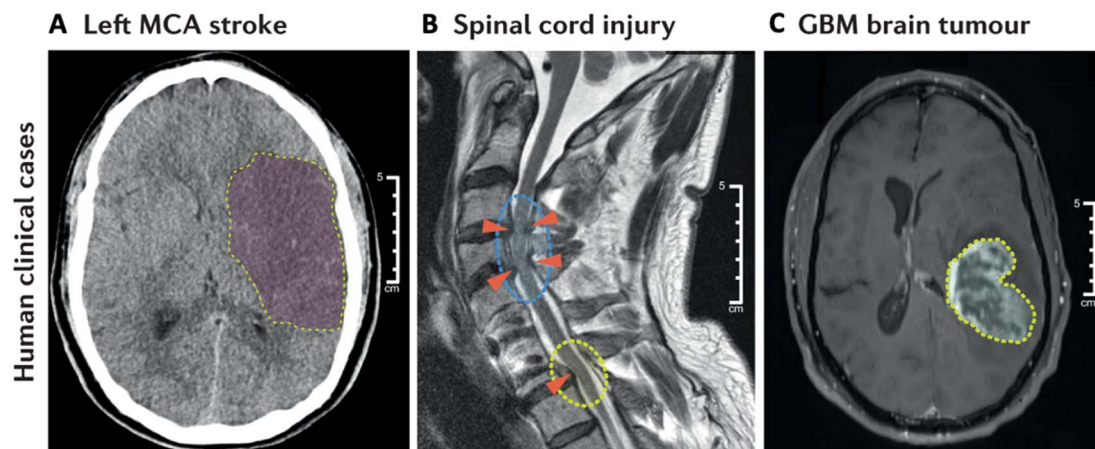 A Left MCA stroke
B Spinal cord injury
C GBM brain tumour
Human clinical cases
5
cm
5
cm
5
cm